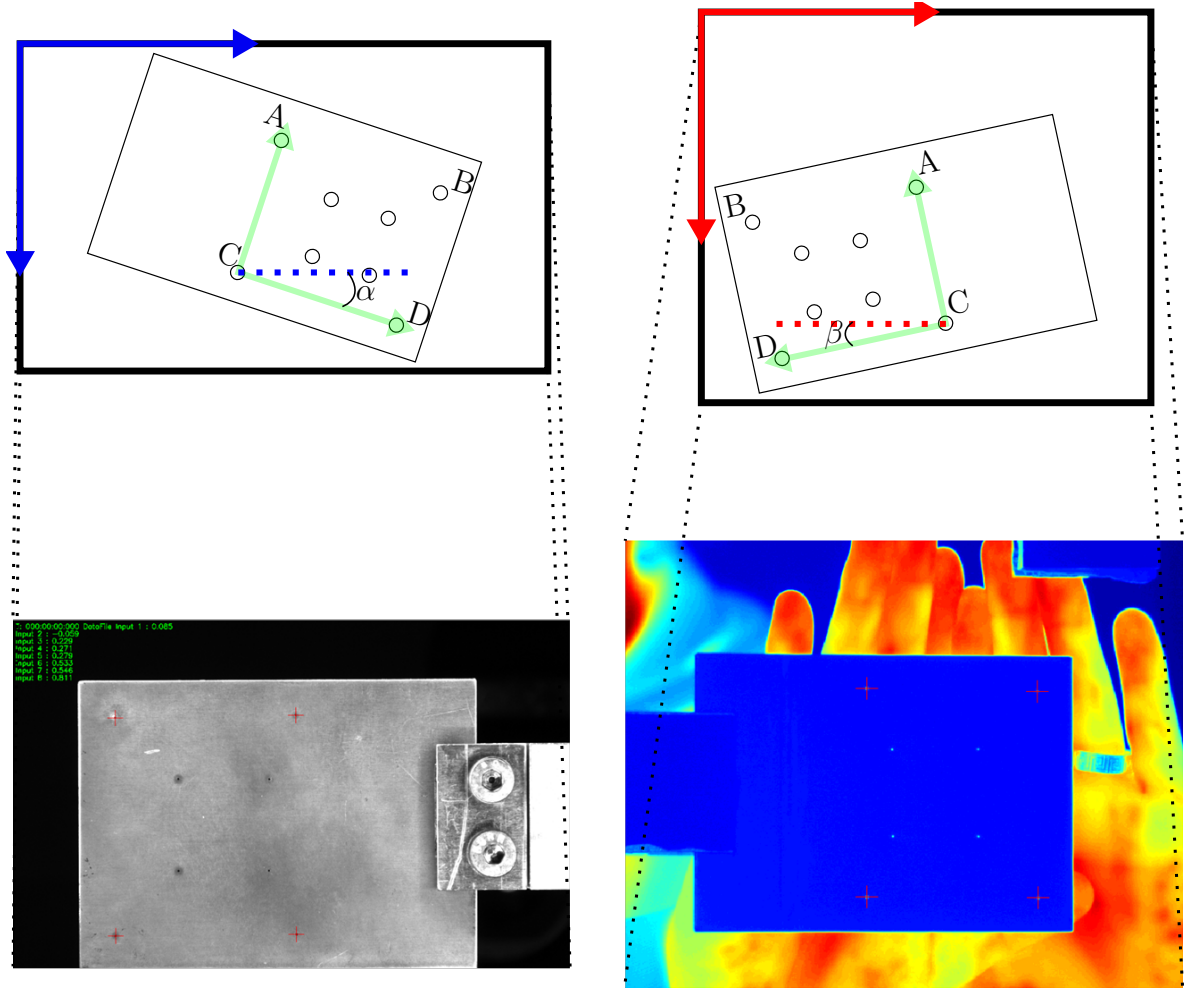 A
B
C
α
D
A
B
C
β
D
T: 000:00:00:000 DataFile Input 1 : 0.085
Input 2 : -0.059
Input 3 : 0.229
Input 4 : 0.271
Input 5 : 0.279
Input 6 : 0.533
Input 7 : 0.546
Input 8 : 0.811